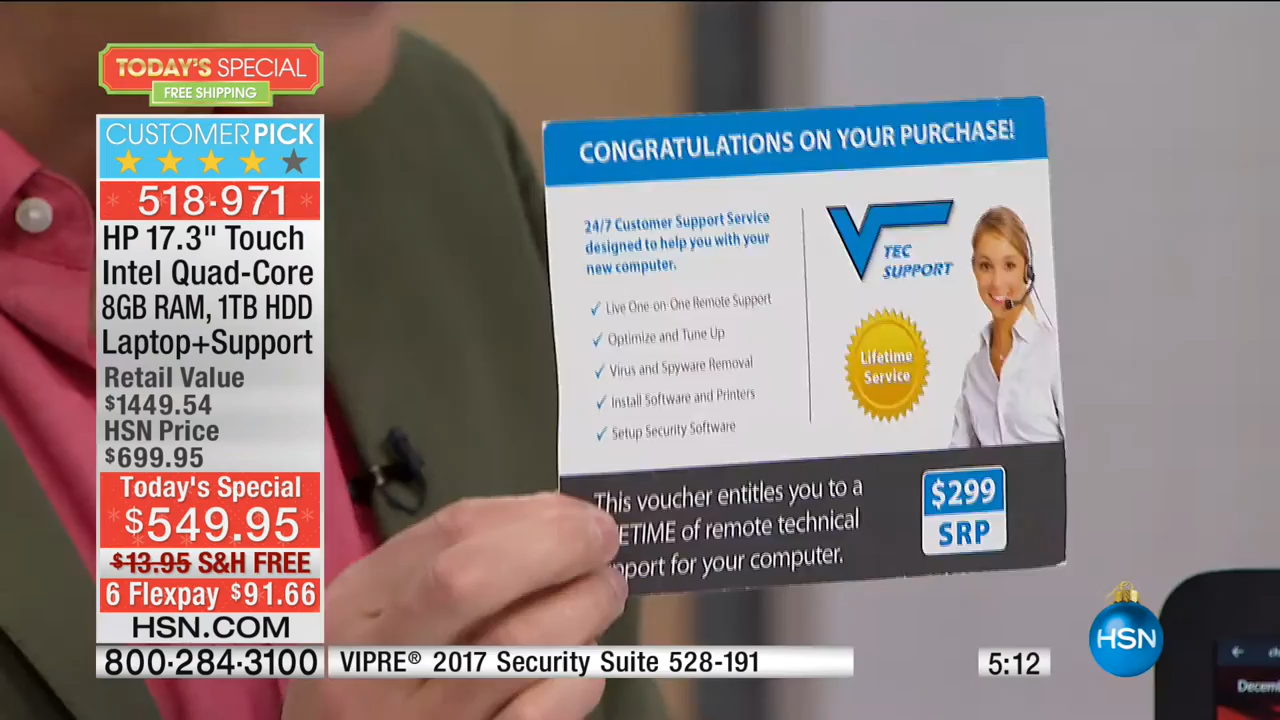 TODAY'S SPECIAL
FREE SHIPPING
CUSTOMER PICK
518-971
HP 17.3" Touch
Intel Quad-Core
8GB RAM, 1TB HDD
Laptop+Support
Retail Value
$1449.54
HSN Price
$699.95
Today's Special
$549.95
$13.95 S&H FREE
6 Flexpay $91.66
HSN.COM
800-284-3100
VIPRE® 2017 Security Suite 528-191
5:12
HSN
CONGRATULATIONS ON YOUR PURCHASE!
24/7 Customer Support Service
designed to help you with your
new computer.
Live One-on-One Remote Support
Optimize and Tune Up
Virus and Spyware Removal
Install Software and Printers
Setup Security Software
V TEC
SUPPORT
Lifetime
Service
This voucher entitles you to a
of remote technical
for your computer.
$299
SRP